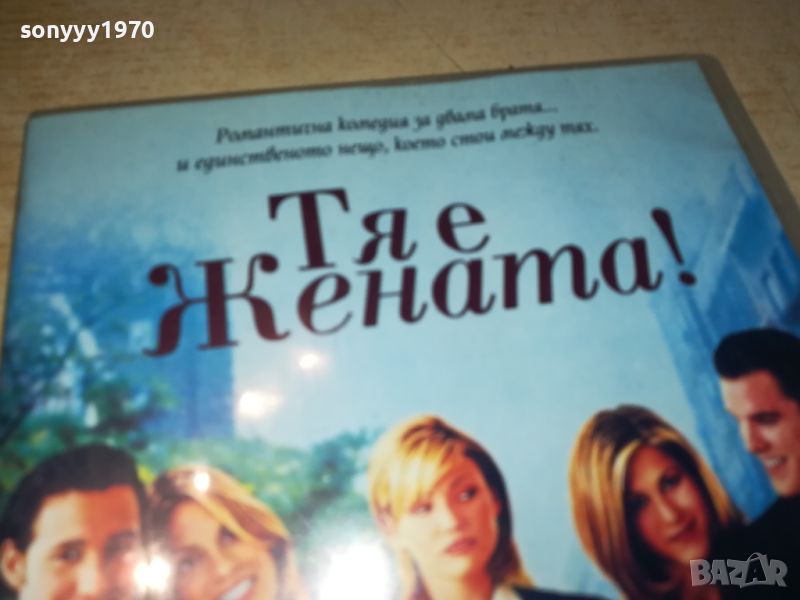 sonyyy1970
Романтична комедия за двама брата...
и единственото нещо, което стои между тях.
Тя е
Жената!
BAZAR